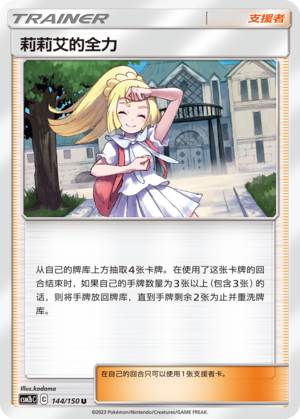 TRAINER
支援者
莉莉艾的全力
从自己的牌库上方抽取4张卡牌。在使用了这张卡牌的回
合结束时，如果自己的手牌数量为3张以上（包含3张）的
话，则将手牌放回牌库，直到手牌剩余2张为止并重洗牌
库。
在自己的回合只可以使用1张支援者卡。
Illus.kodama
CSM2b C C 144/150 U
©2023 Pokémon/Nintendo/Creatures/GAME FREAK.